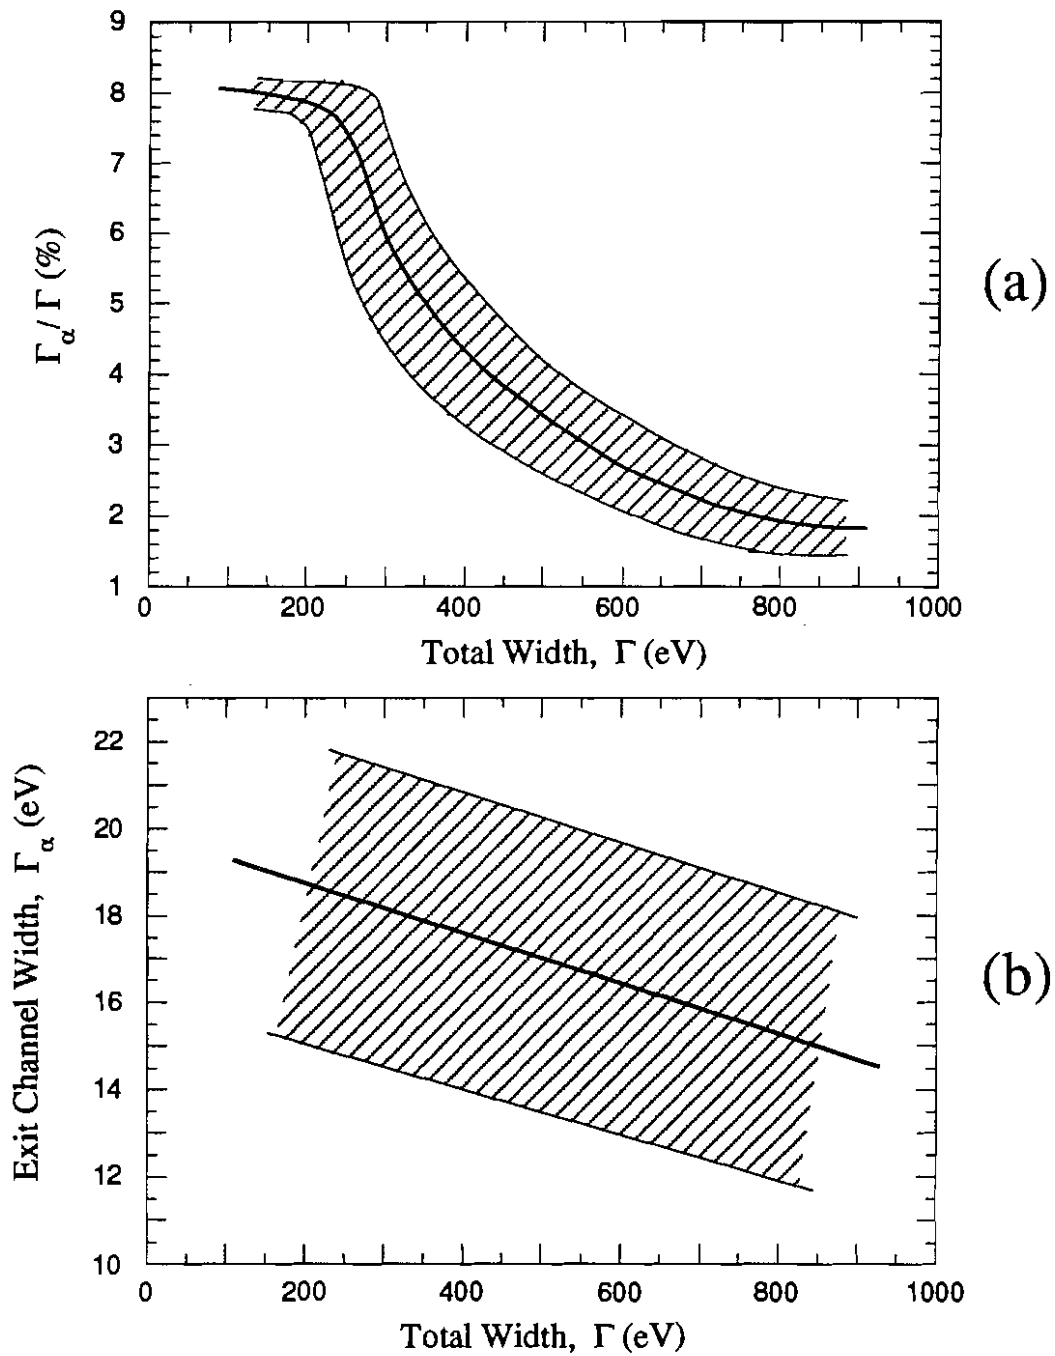 9
8
7
6
5
4
3
2
1
Γα/ Γ (%)
(a)
0 200 400 600 800 1000
Total Width, Γ (eV)
22
20
18
16
14
12
10
Exit Channel Width, Γα (eV)
(b)
0 200 400 600 800 1000
Total Width, Γ (eV)